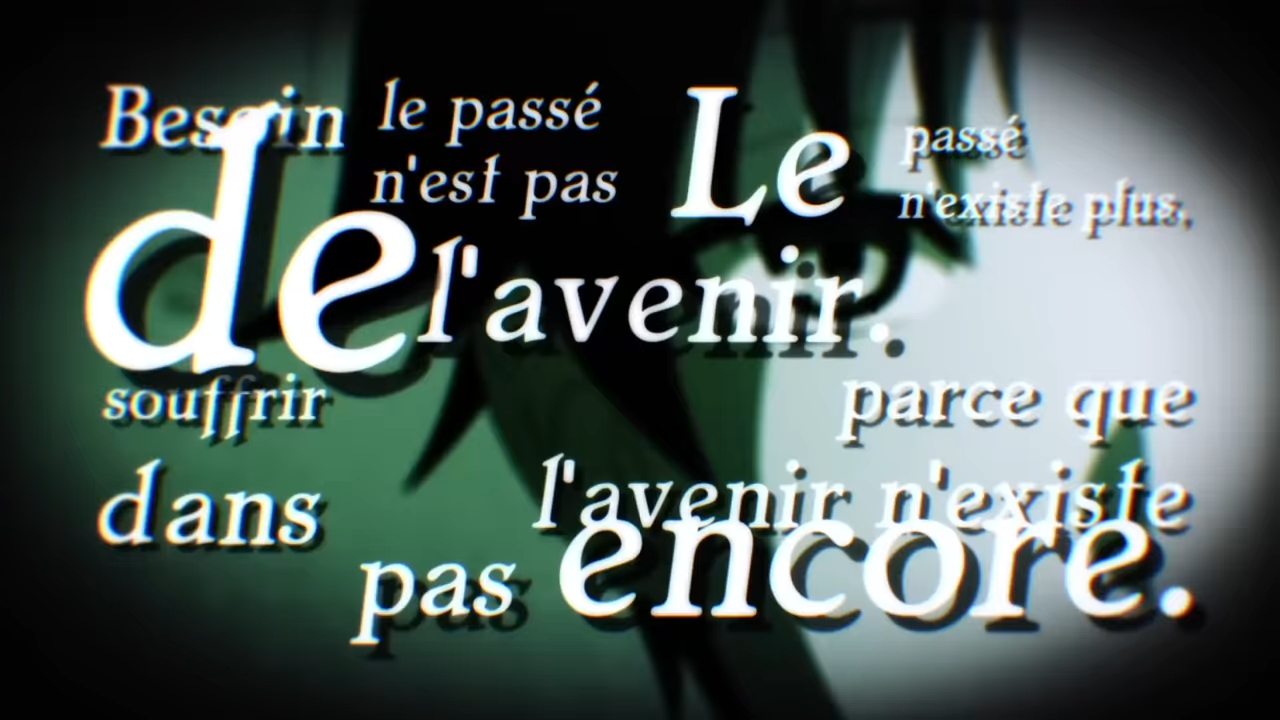 Besoin
de
souffrir
dans
le passé
n'est pas
l'avenir.
Le
passé
n'existe plus,
parce que
l'avenir n'existe
pas encore.